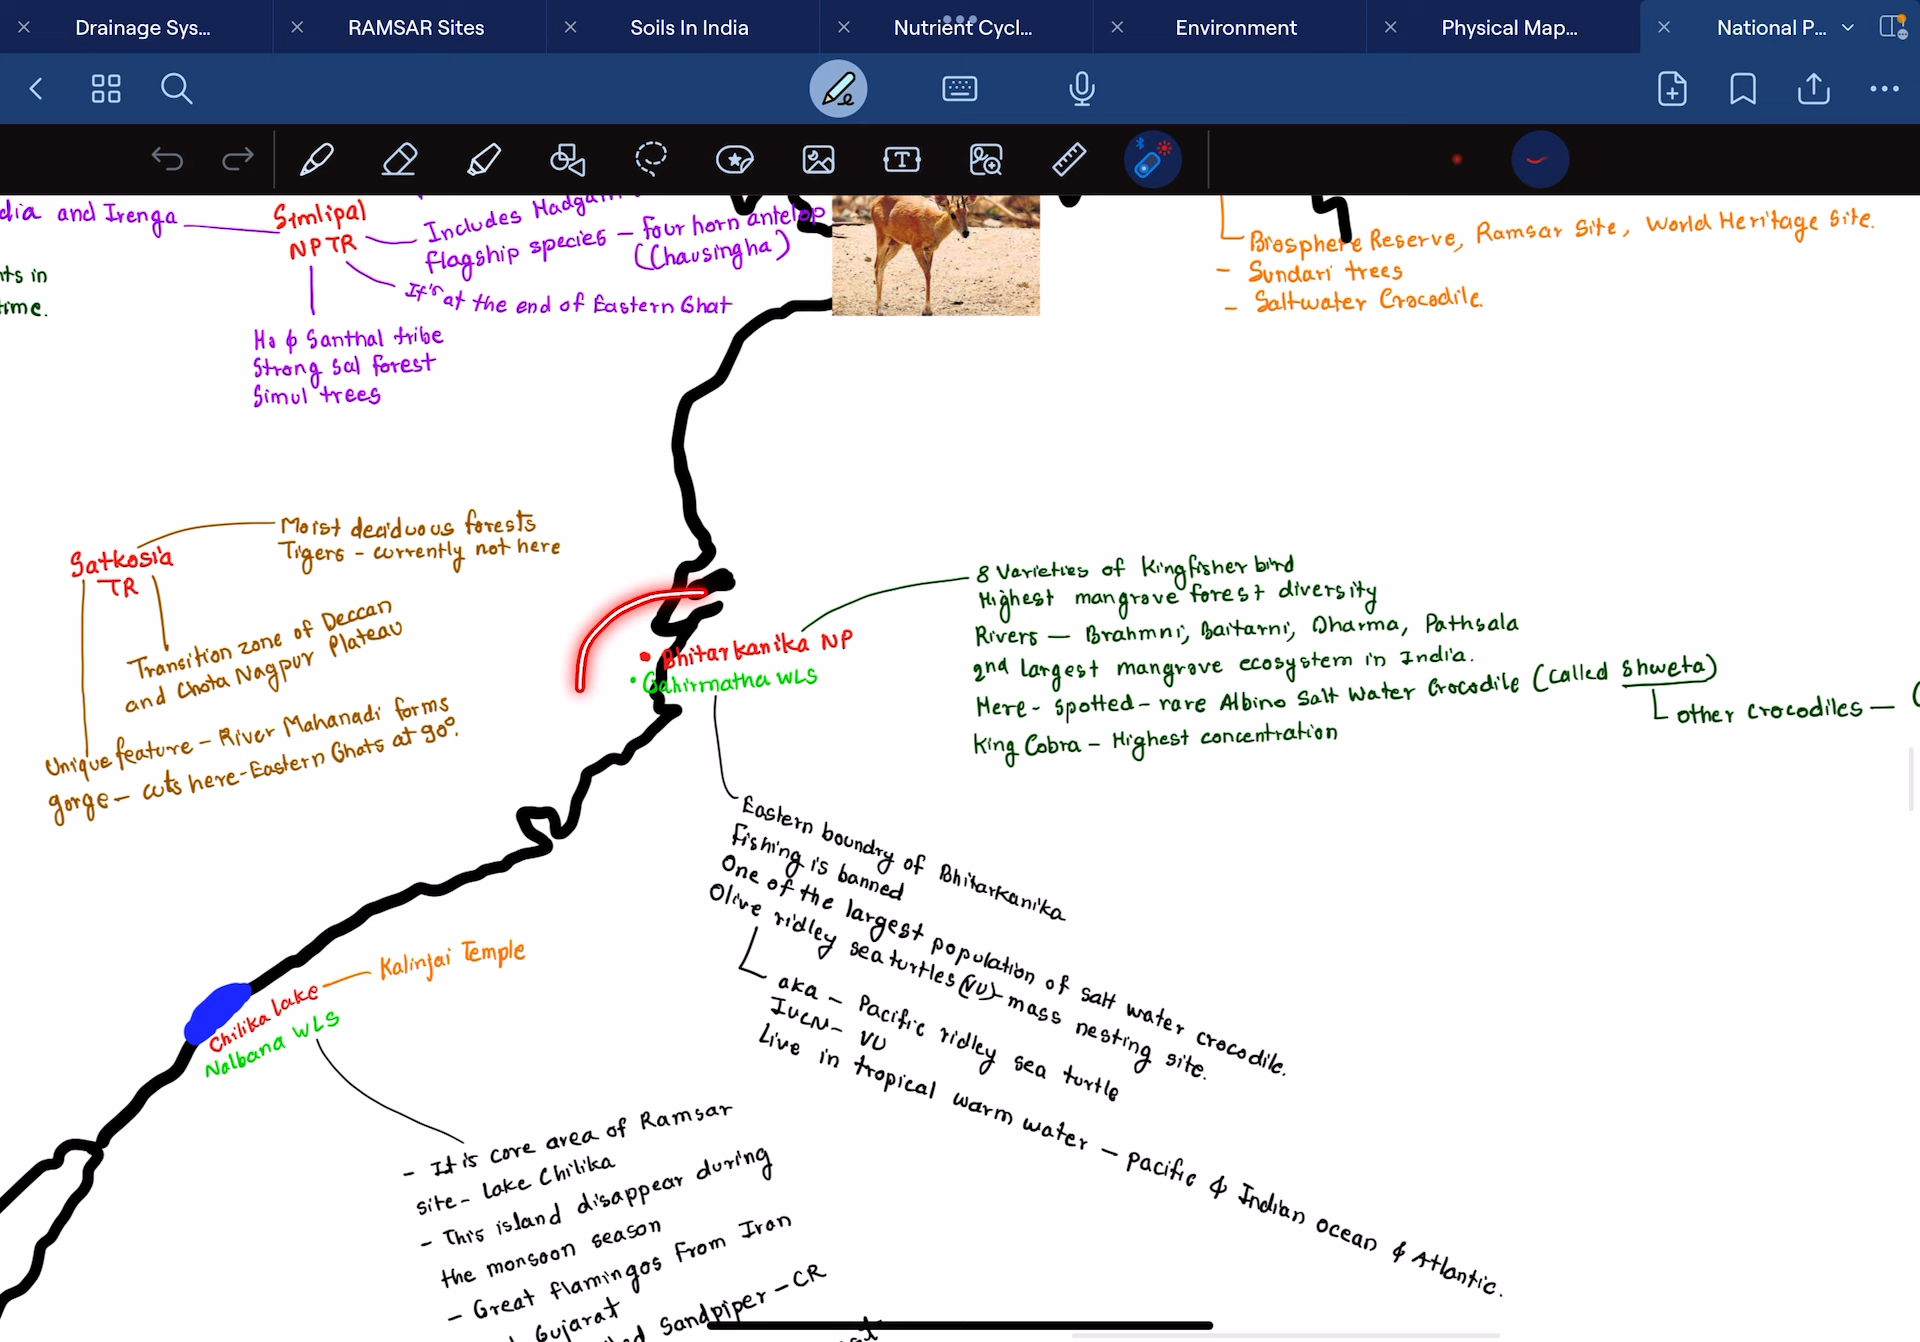 Drainage Sys...
RAMSAR Sites
Soils In India
Nutrient Cycl...
Environment
Physical Map...
National P...
dia and Irenga
Simlipal
NPTR
Includes Hadga
flagship species – four horn antelop
(Chausingha)
It's at the end of Eastern Ghat
Ho & Santhal tribe
Strong sal forest
Simul trees
nts in
time.
Biosphere Reserve, Ramsar Site, World Heritage Site.
- Sundari trees
- Saltwater Crocodile.
Satkosia
TR
Moist deciduous forests
Tigers – currently not here
Transition zone of Deccan
and Chota Nagpur Plateau
Unique feature – River Mahanadi forms
gorge – cuts here – Eastern Ghats at 90°.
• Bhitarkanika NP
• Gahirmatha WLS
8 Varieties of Kingfisher bird
Highest mangrove forest diversity
Rivers – Brahmni, Baitarni, Dharma, Pathsala
2nd largest mangrove ecosystem in India.
Here – spotted – rare Albino Salt Water Crocodile (called Shweta)
other crocodiles –
King Cobra – Highest concentration
Eastern boundry of Bhitarkanika
Fishing is banned
One of the largest population of salt water crocodile.
Olive ridley sea turtles (VU) – mass nesting site.
aka – Pacific ridley sea turtle
IUCN – VU
Live in tropical warm water – pacific & Indian ocean & Atlantic.
Chilika lake
Nalbana WLS
Kalinjai Temple
- It is core area of Ramsar
site – lake Chilika
- This island disappear during
the monsoon season
- Great flamingos from Iran
Gujarat
Sandpiper – CR